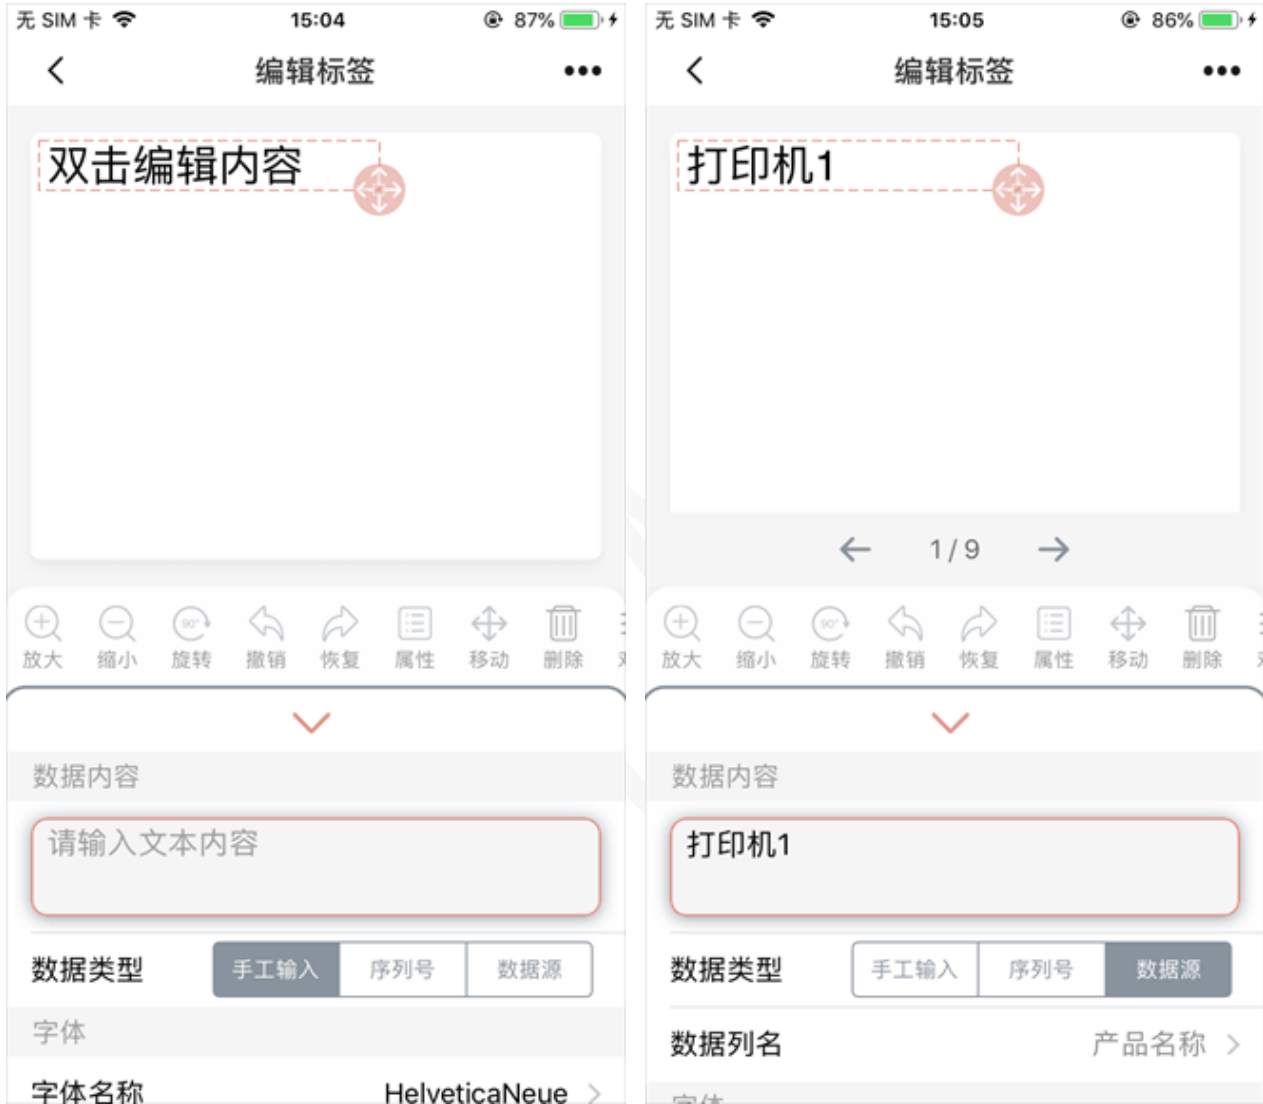 无 SIM 卡 15:04 87%
编辑标签
双击编辑内容
90°
放大 缩小 旋转 撤销 恢复 属性 移动 删除
数据内容
请输入文本内容
数据类型 手工输入 序列号 数据源
字体
字体名称 HelveticaNeue
无 SIM 卡 15:05 86%
编辑标签
打印机1
1 / 9
90°
放大 缩小 旋转 撤销 恢复 属性 移动 删除
数据内容
打印机1
数据类型 手工输入 序列号 数据源
数据列名 产品名称
字体